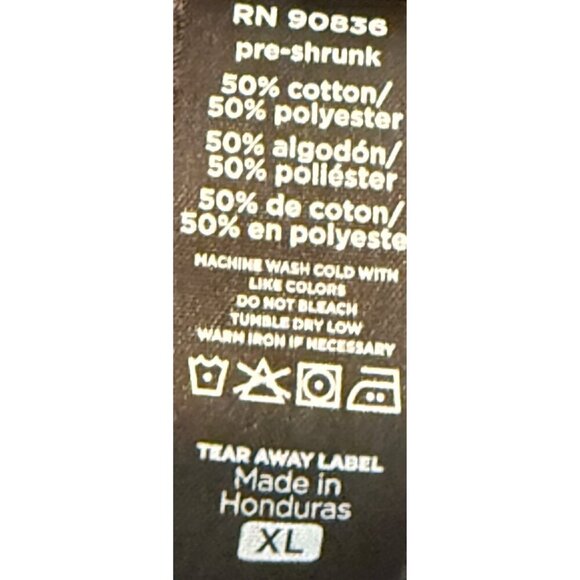 RN 90836
pre-shrunk
50% cotton/
50% polyester
50% algodón/
50% poliéster
50% de coton/
50% en polyeste
MACHINE WASH COLD WITH
LIKE COLORS
DO NOT BLEACH
TUMBLE DRY LOW
WARM IRON IF NECESSARY
TEAR AWAY LABEL
Made in
Honduras
XL